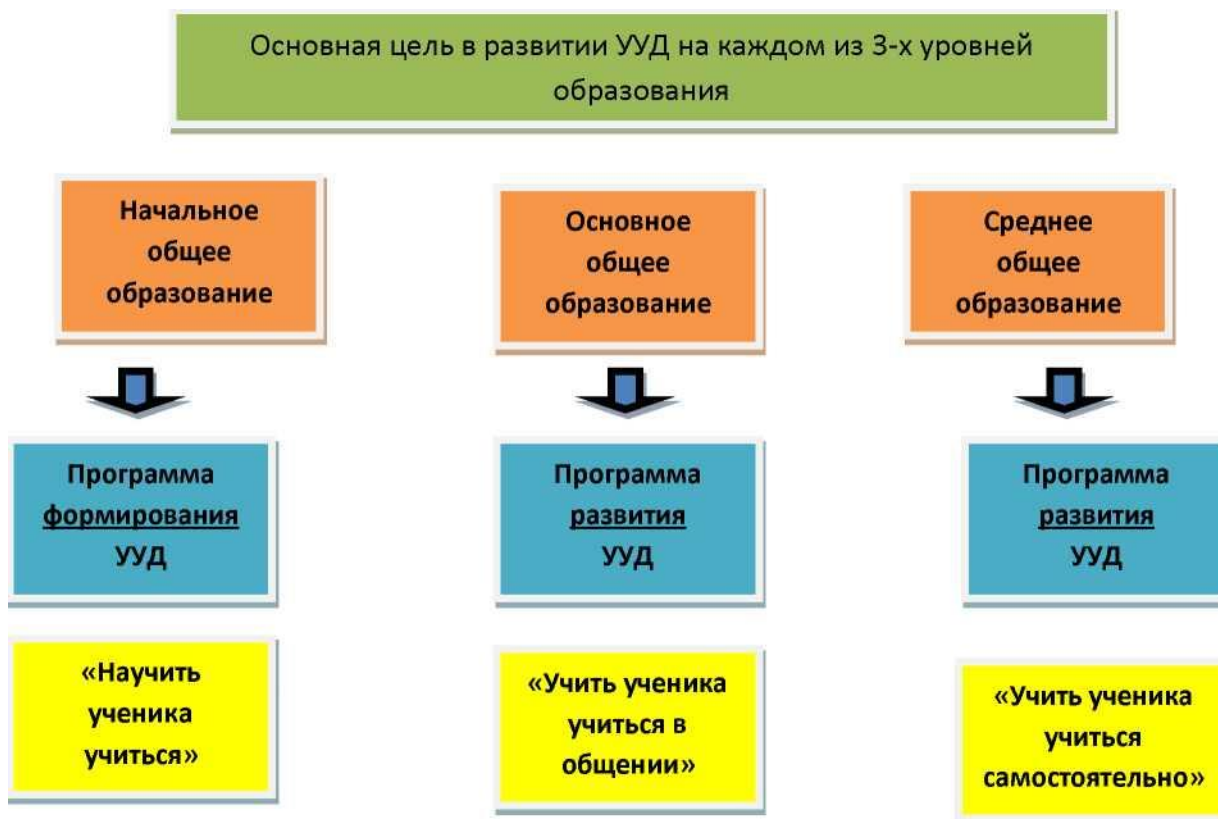 Основная цель в развитии УУД на каждом из 3-х уровней
образования
Начальное
общее
образование
Основное
общее
образование
Среднее
общее
образование
Программа
формирования
УУД
Программа
развития
УУД
Программа
развития
УУД
«Научить
ученика
учиться»
«Учить ученика
учиться в
общении»
«Учить ученика
учиться
самостоятельно»